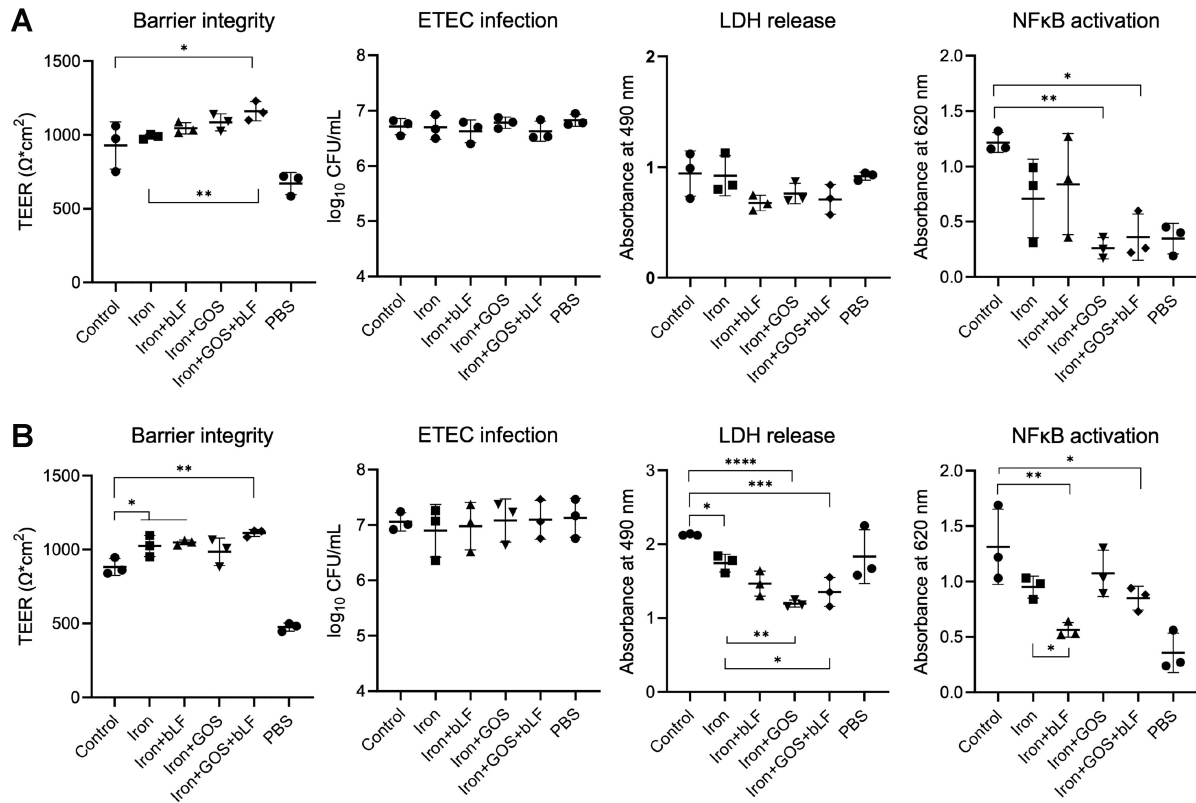 A
Barrier integrity
TEER (Ω*cm2)
1500
1000
500
0
*
**
Control
Iron
Iron+bLF
Iron+GOS
Iron+GOS+bLF
PBS
ETEC infection
log10 CFU/mL
8
7
6
5
4
Control
Iron
Iron+bLF
Iron+GOS
Iron+GOS+bLF
PBS
LDH release
Absorbance at 490 nm
2
1
0
Control
Iron
Iron+bLF
Iron+GOS
Iron+GOS+bLF
PBS
NFκB activation
Absorbance at 620 nm
2.0
1.5
1.0
0.5
0.0
*
**
Control
Iron
Iron+bLF
Iron+GOS
Iron+GOS+bLF
PBS
B
Barrier integrity
TEER (Ω*cm2)
1500
1000
500
0
**
*
Control
Iron
Iron+bLF
Iron+GOS
Iron+GOS+bLF
PBS
ETEC infection
log10 CFU/mL
8
7
6
5
4
Control
Iron
Iron+bLF
Iron+GOS
Iron+GOS+bLF
PBS
LDH release
Absorbance at 490 nm
3
2
1
0
****
***
*
**
*
Control
Iron
Iron+bLF
Iron+GOS
Iron+GOS+bLF
PBS
NFκB activation
Absorbance at 620 nm
2.0
1.5
1.0
0.5
0.0
*
**
*
Control
Iron
Iron+bLF
Iron+GOS
Iron+GOS+bLF
PBS